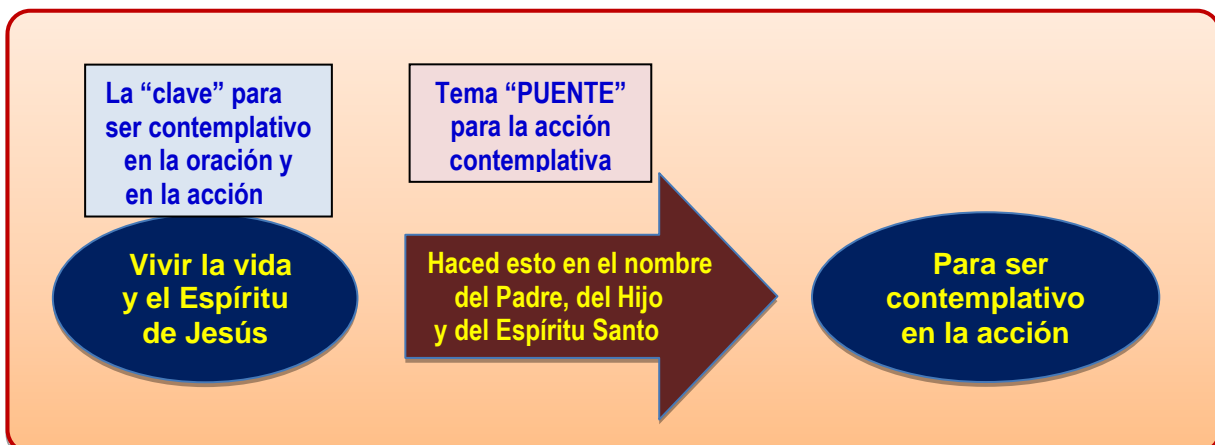 La “clave” para
ser contemplativo
en la oración y
en la acción
Vivir la vida
y el Espíritu
de Jesús
Tema “PUENTE”
para la acción
contemplativa
Haced esto en el nombre
del Padre, del Hijo
y del Espíritu Santo
Para ser
contemplativo
en la acción